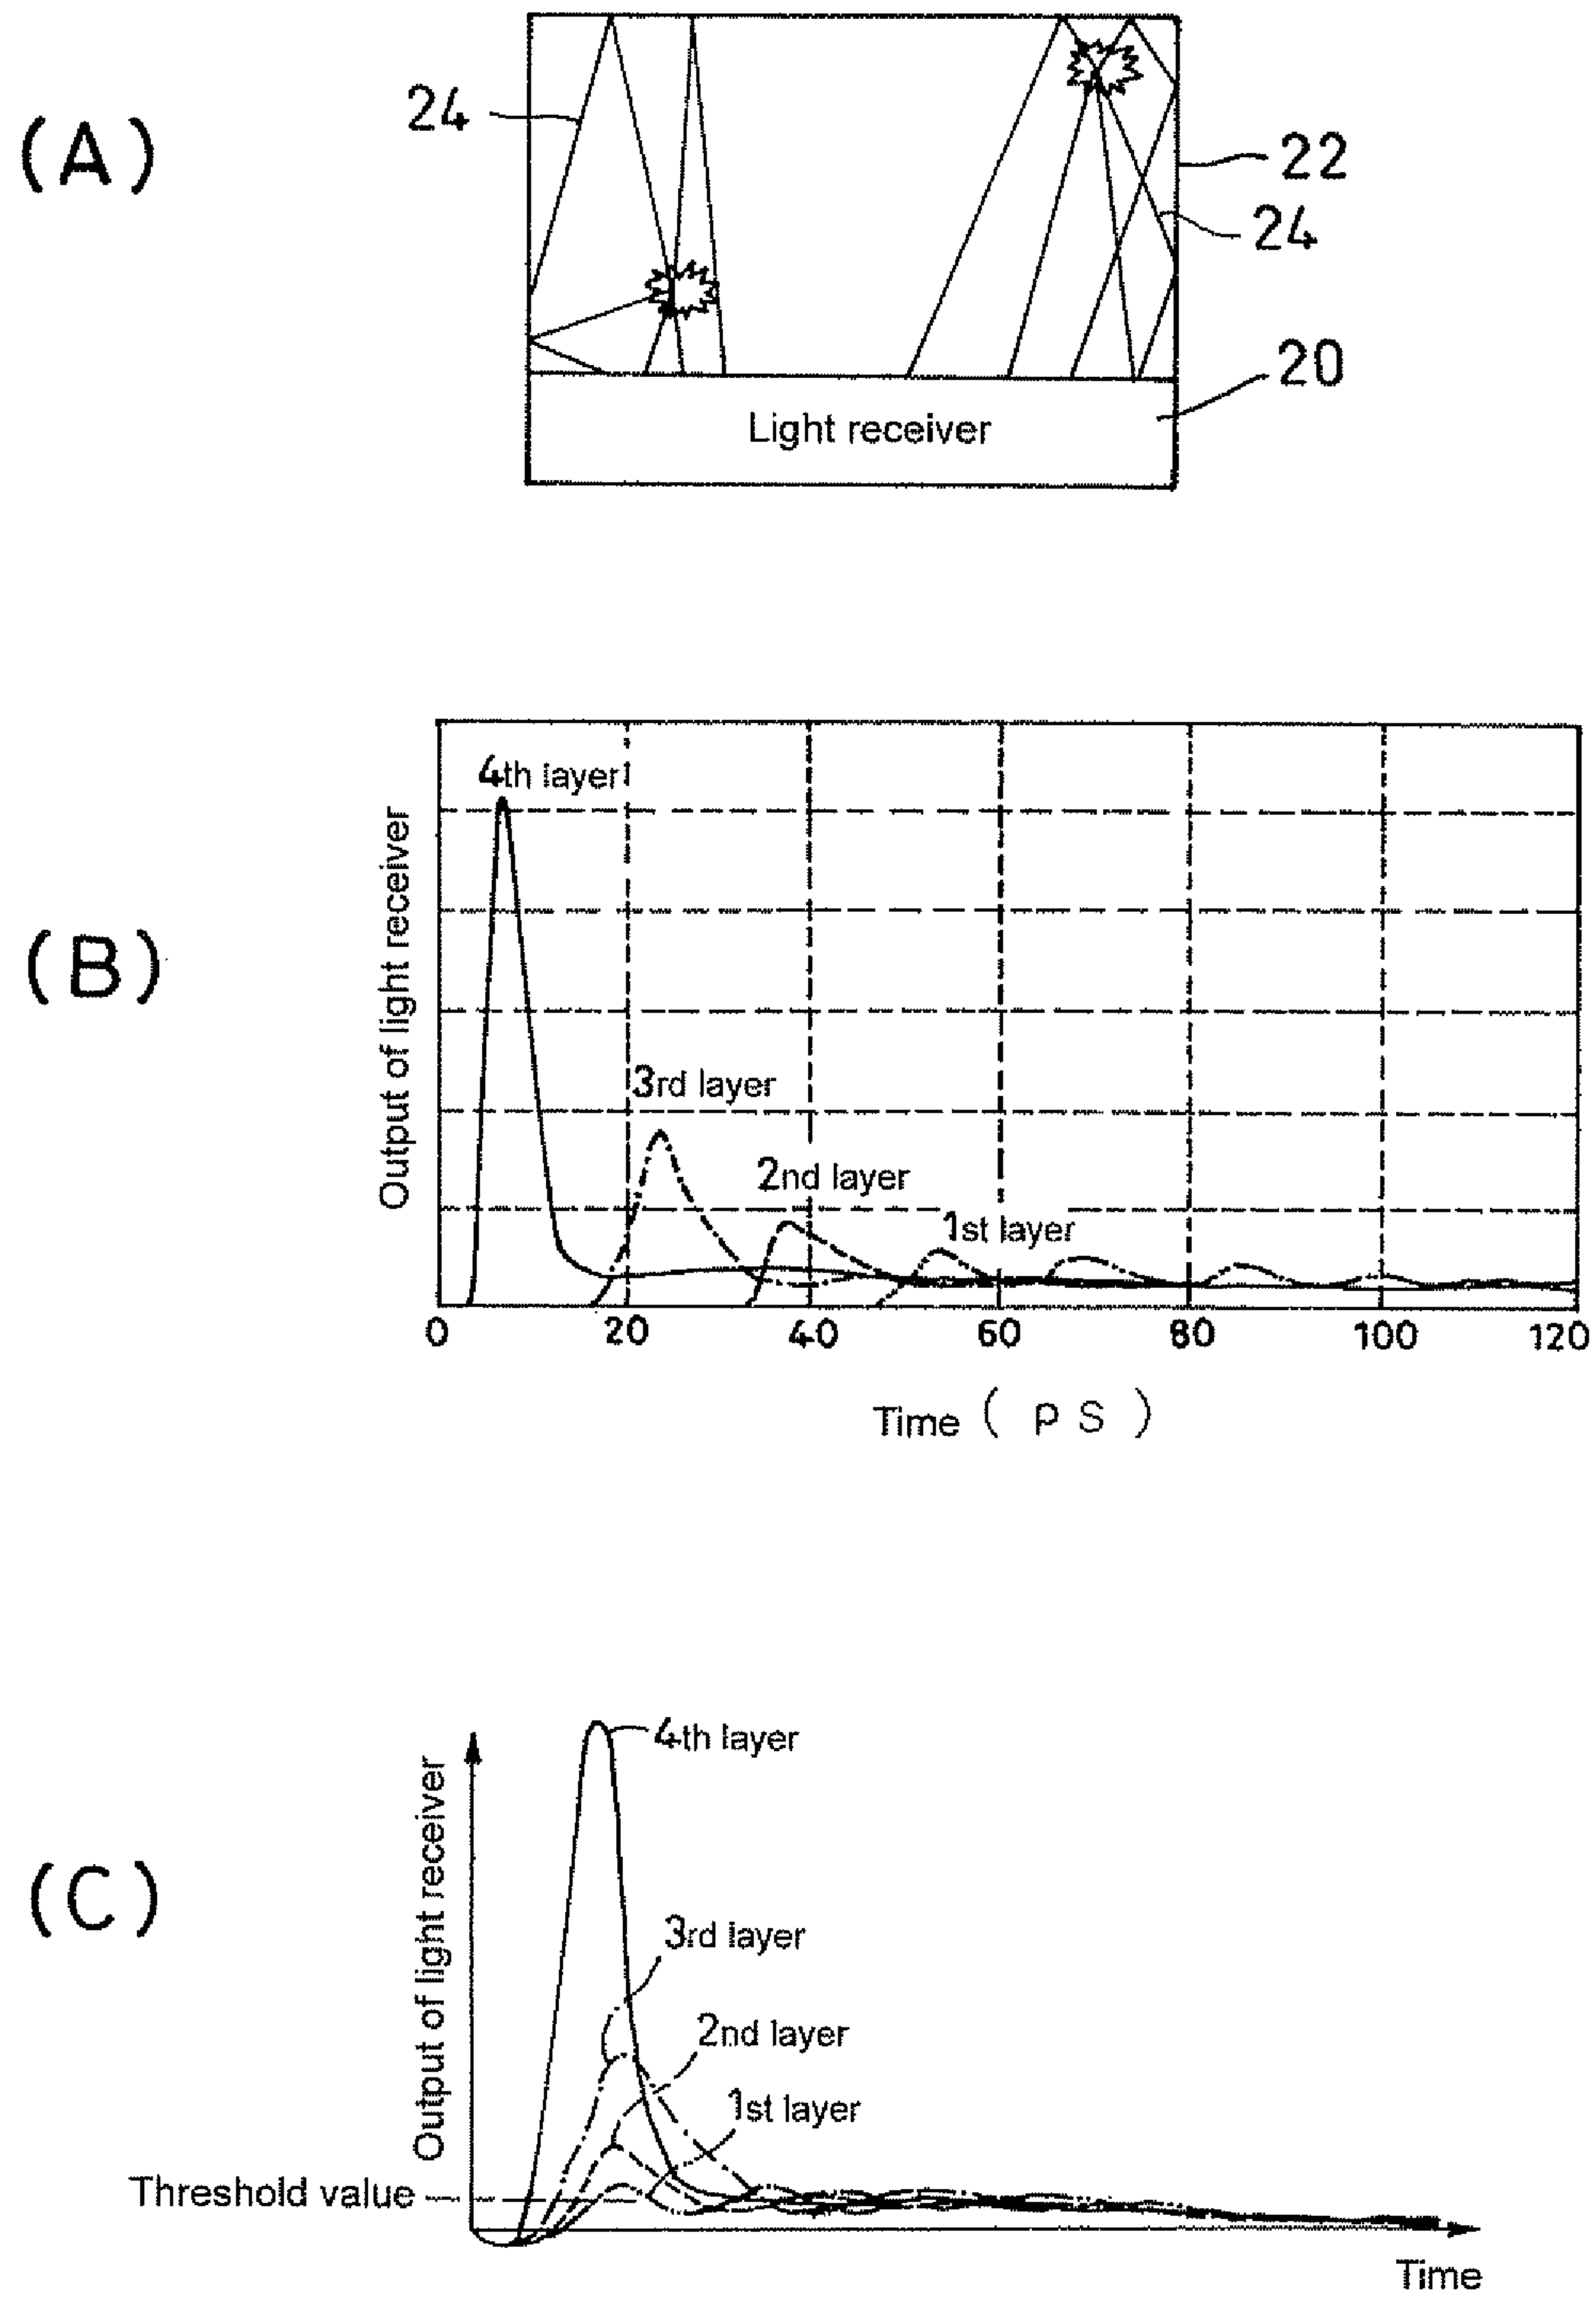 (A)
24
22
24
20
Light receiver
(B)
Output of light receiver
4th layer
3rd layer
2nd layer
1st layer
0 20 40 60 80 100 120
Time ( p s )
(C)
Output of light receiver
4th layer
3rd layer
2nd layer
1st layer
Threshold value
Time